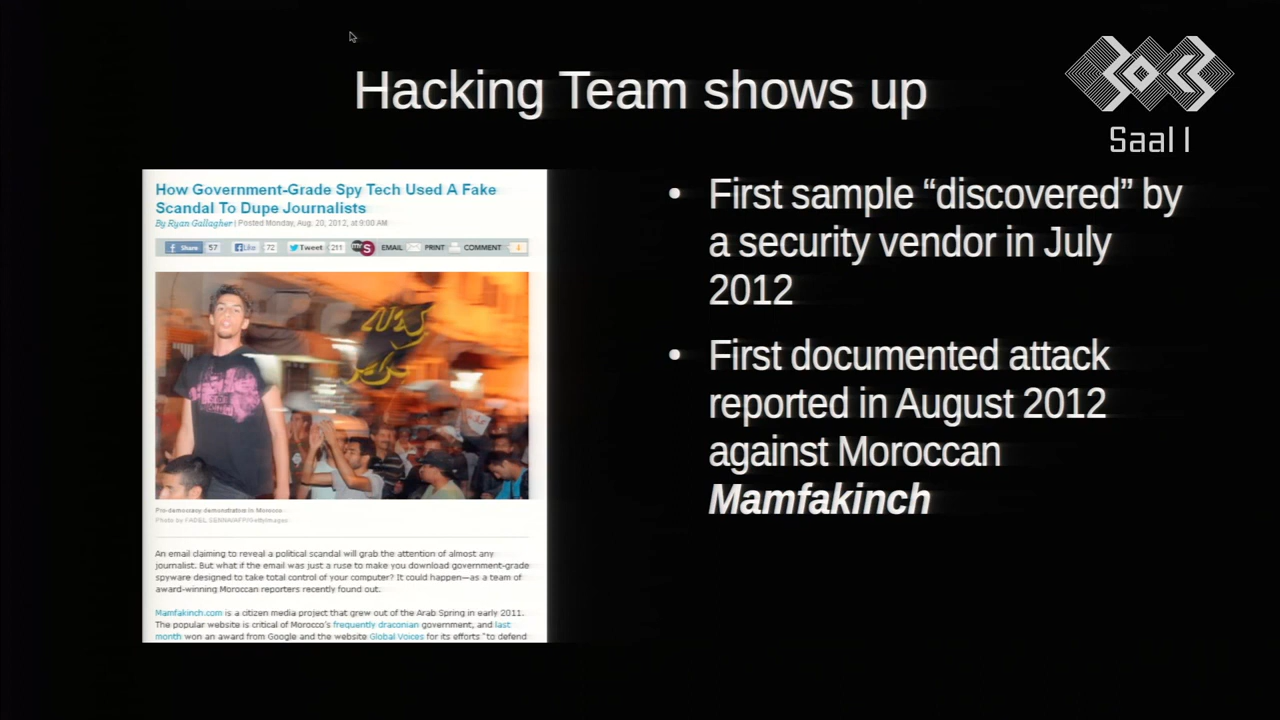 Hacking Team shows up
Saal 1
How Government-Grade Spy Tech Used A Fake
Scandal To Dupe Journalists
By Ryan Gallagher | Posted Monday, Aug. 20, 2012, at 9:00 AM
Share 57 Like 72 Tweet 211 EMAIL PRINT COMMENT
Pro-democracy demonstrators in Morocco
Photo by FADEL SENNA/AFP/GettyImages
An email claiming to reveal a political scandal will grab the attention of almost any
journalist. But what if the email was just a ruse to make you download government-grade
spyware designed to take total control of your computer? It could happen—as a team of
award-winning Moroccan reporters recently found out.
Mamfakinch.com is a citizen media project that grew out of the Arab Spring in early 2011.
The popular website is critical of Morocco's frequently draconian government, and last
month won an award from Google and the website Global Voices for its efforts "to defend
• First sample “discovered” by
a security vendor in July
2012
• First documented attack
reported in August 2012
against Moroccan
Mamfakinch